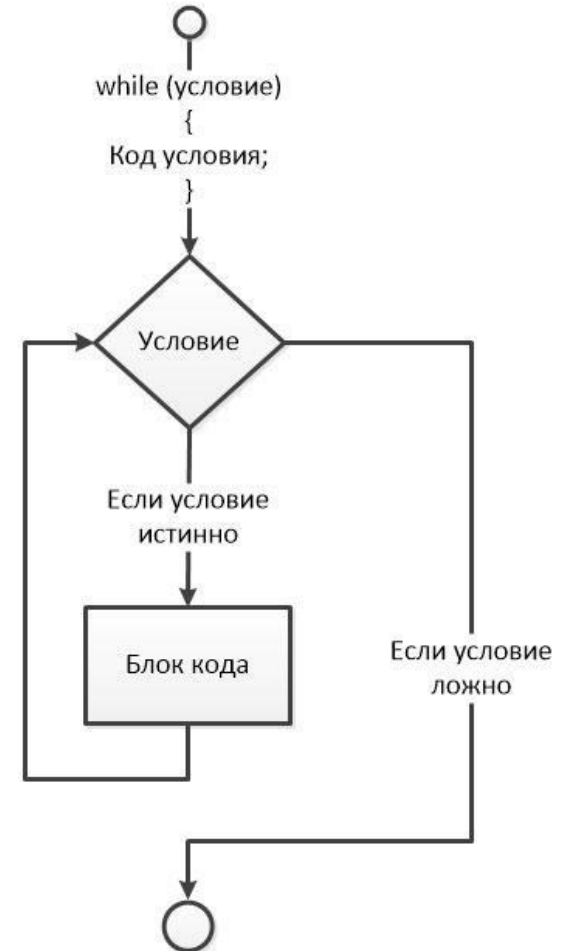 while (условие)
{
Код условия;
}
Условие
Если условие
истинно
Блок кода
Если условие
ложно